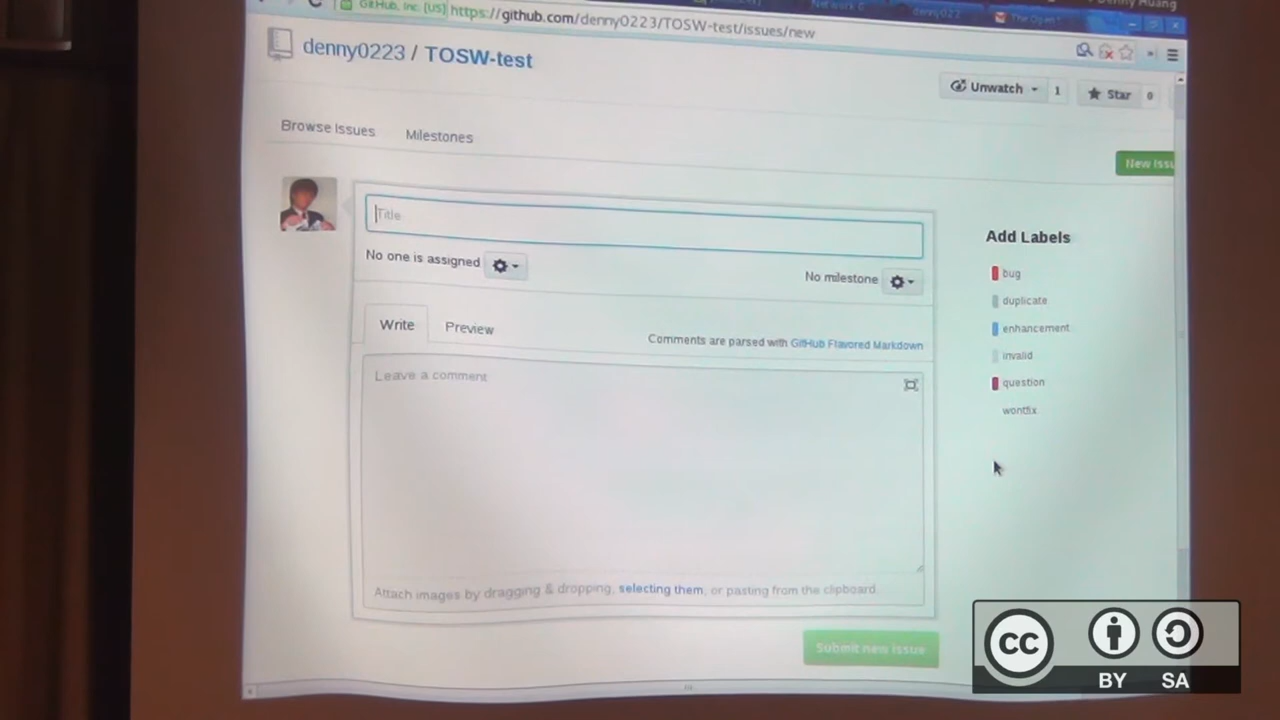 GitHub, Inc. [US] https://github.com/denny0223/TOSW-test/issues/new
denny0223 / TOSW-test
Unwatch 1 Star 0
Browse Issues Milestones
New Issu
Title
No one is assigned
No milestone
Write Preview
Comments are parsed with GitHub Flavored Markdown
Leave a comment
Attach images by dragging & dropping, selecting them, or pasting from the clipboard.
Submit new issue
Add Labels
bug
duplicate
enhancement
invalid
question
wontfix
CC BY SA